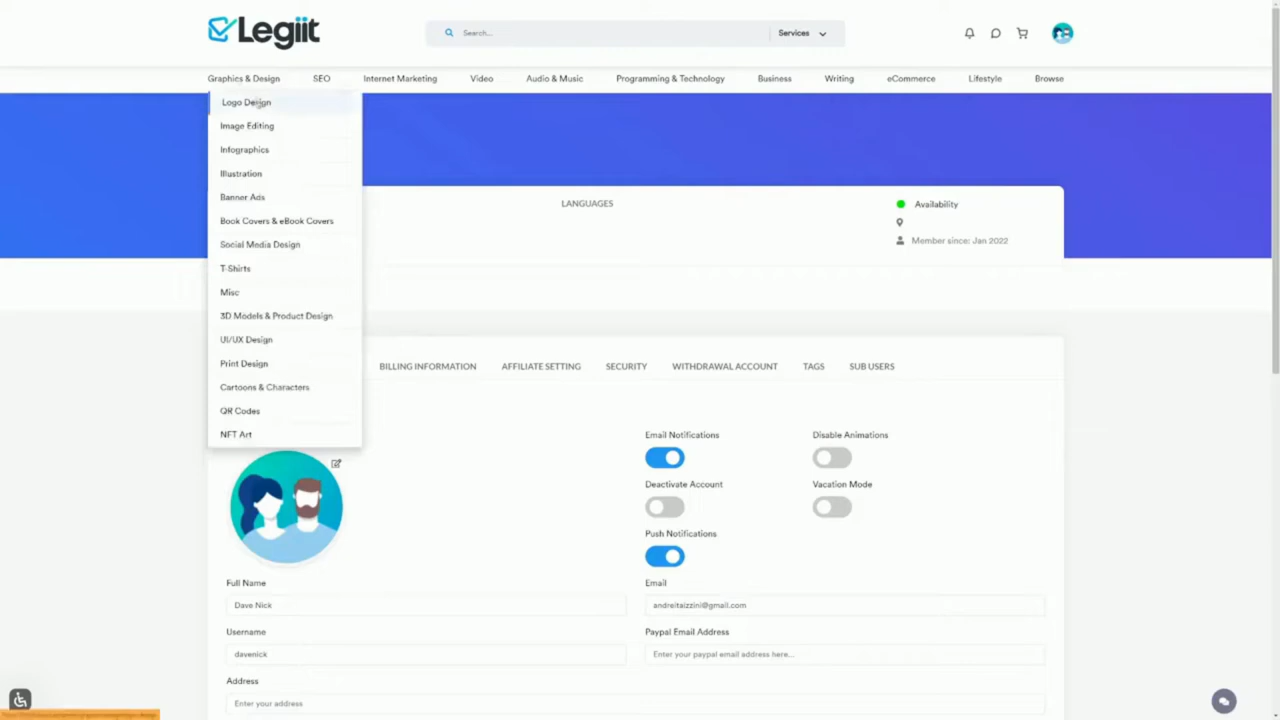 Legiit
Search...
Services
Graphics & Design
SEO
Internet Marketing
Video
Audio & Music
Programming & Technology
Business
Writing
eCommerce
Lifestyle
Browse
Logo Design
Image Editing
Infographics
Illustration
Banner Ads
Book Covers & eBook Covers
Social Media Design
T-Shirts
Misc
3D Models & Product Design
UI/UX Design
Print Design
Cartoons & Characters
QR Codes
NFT Art
LANGUAGES
Availability
Member since: Jan 2022
BILLING INFORMATION
AFFILIATE SETTING
SECURITY
WITHDRAWAL ACCOUNT
TAGS
SUB USERS
Email Notifications
Disable Animations
Deactivate Account
Vacation Mode
Push Notifications
Full Name
Email
Dave Nick
andreitaizzini@gmail.com
Username
Paypal Email Address
davenick
Enter your paypal email address here...
Address
Enter your address